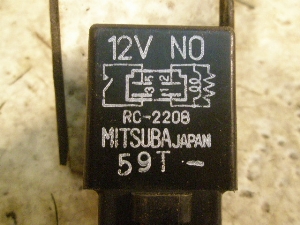 12V NO
RC-2208
MITSUBA JAPAN
59T -